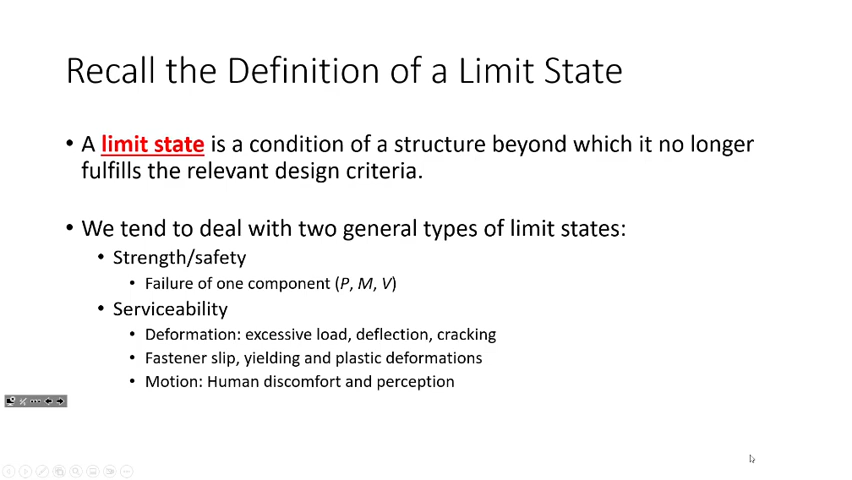 Recall the Definition of a Limit State
• A limit state is a condition of a structure beyond which it no longer
fulfills the relevant design criteria.
• We tend to deal with two general types of limit states:
• Strength/safety
• Failure of one component (P, M, V)
• Serviceability
• Deformation: excessive load, deflection, cracking
• Fastener slip, yielding and plastic deformations
• Motion: Human discomfort and perception